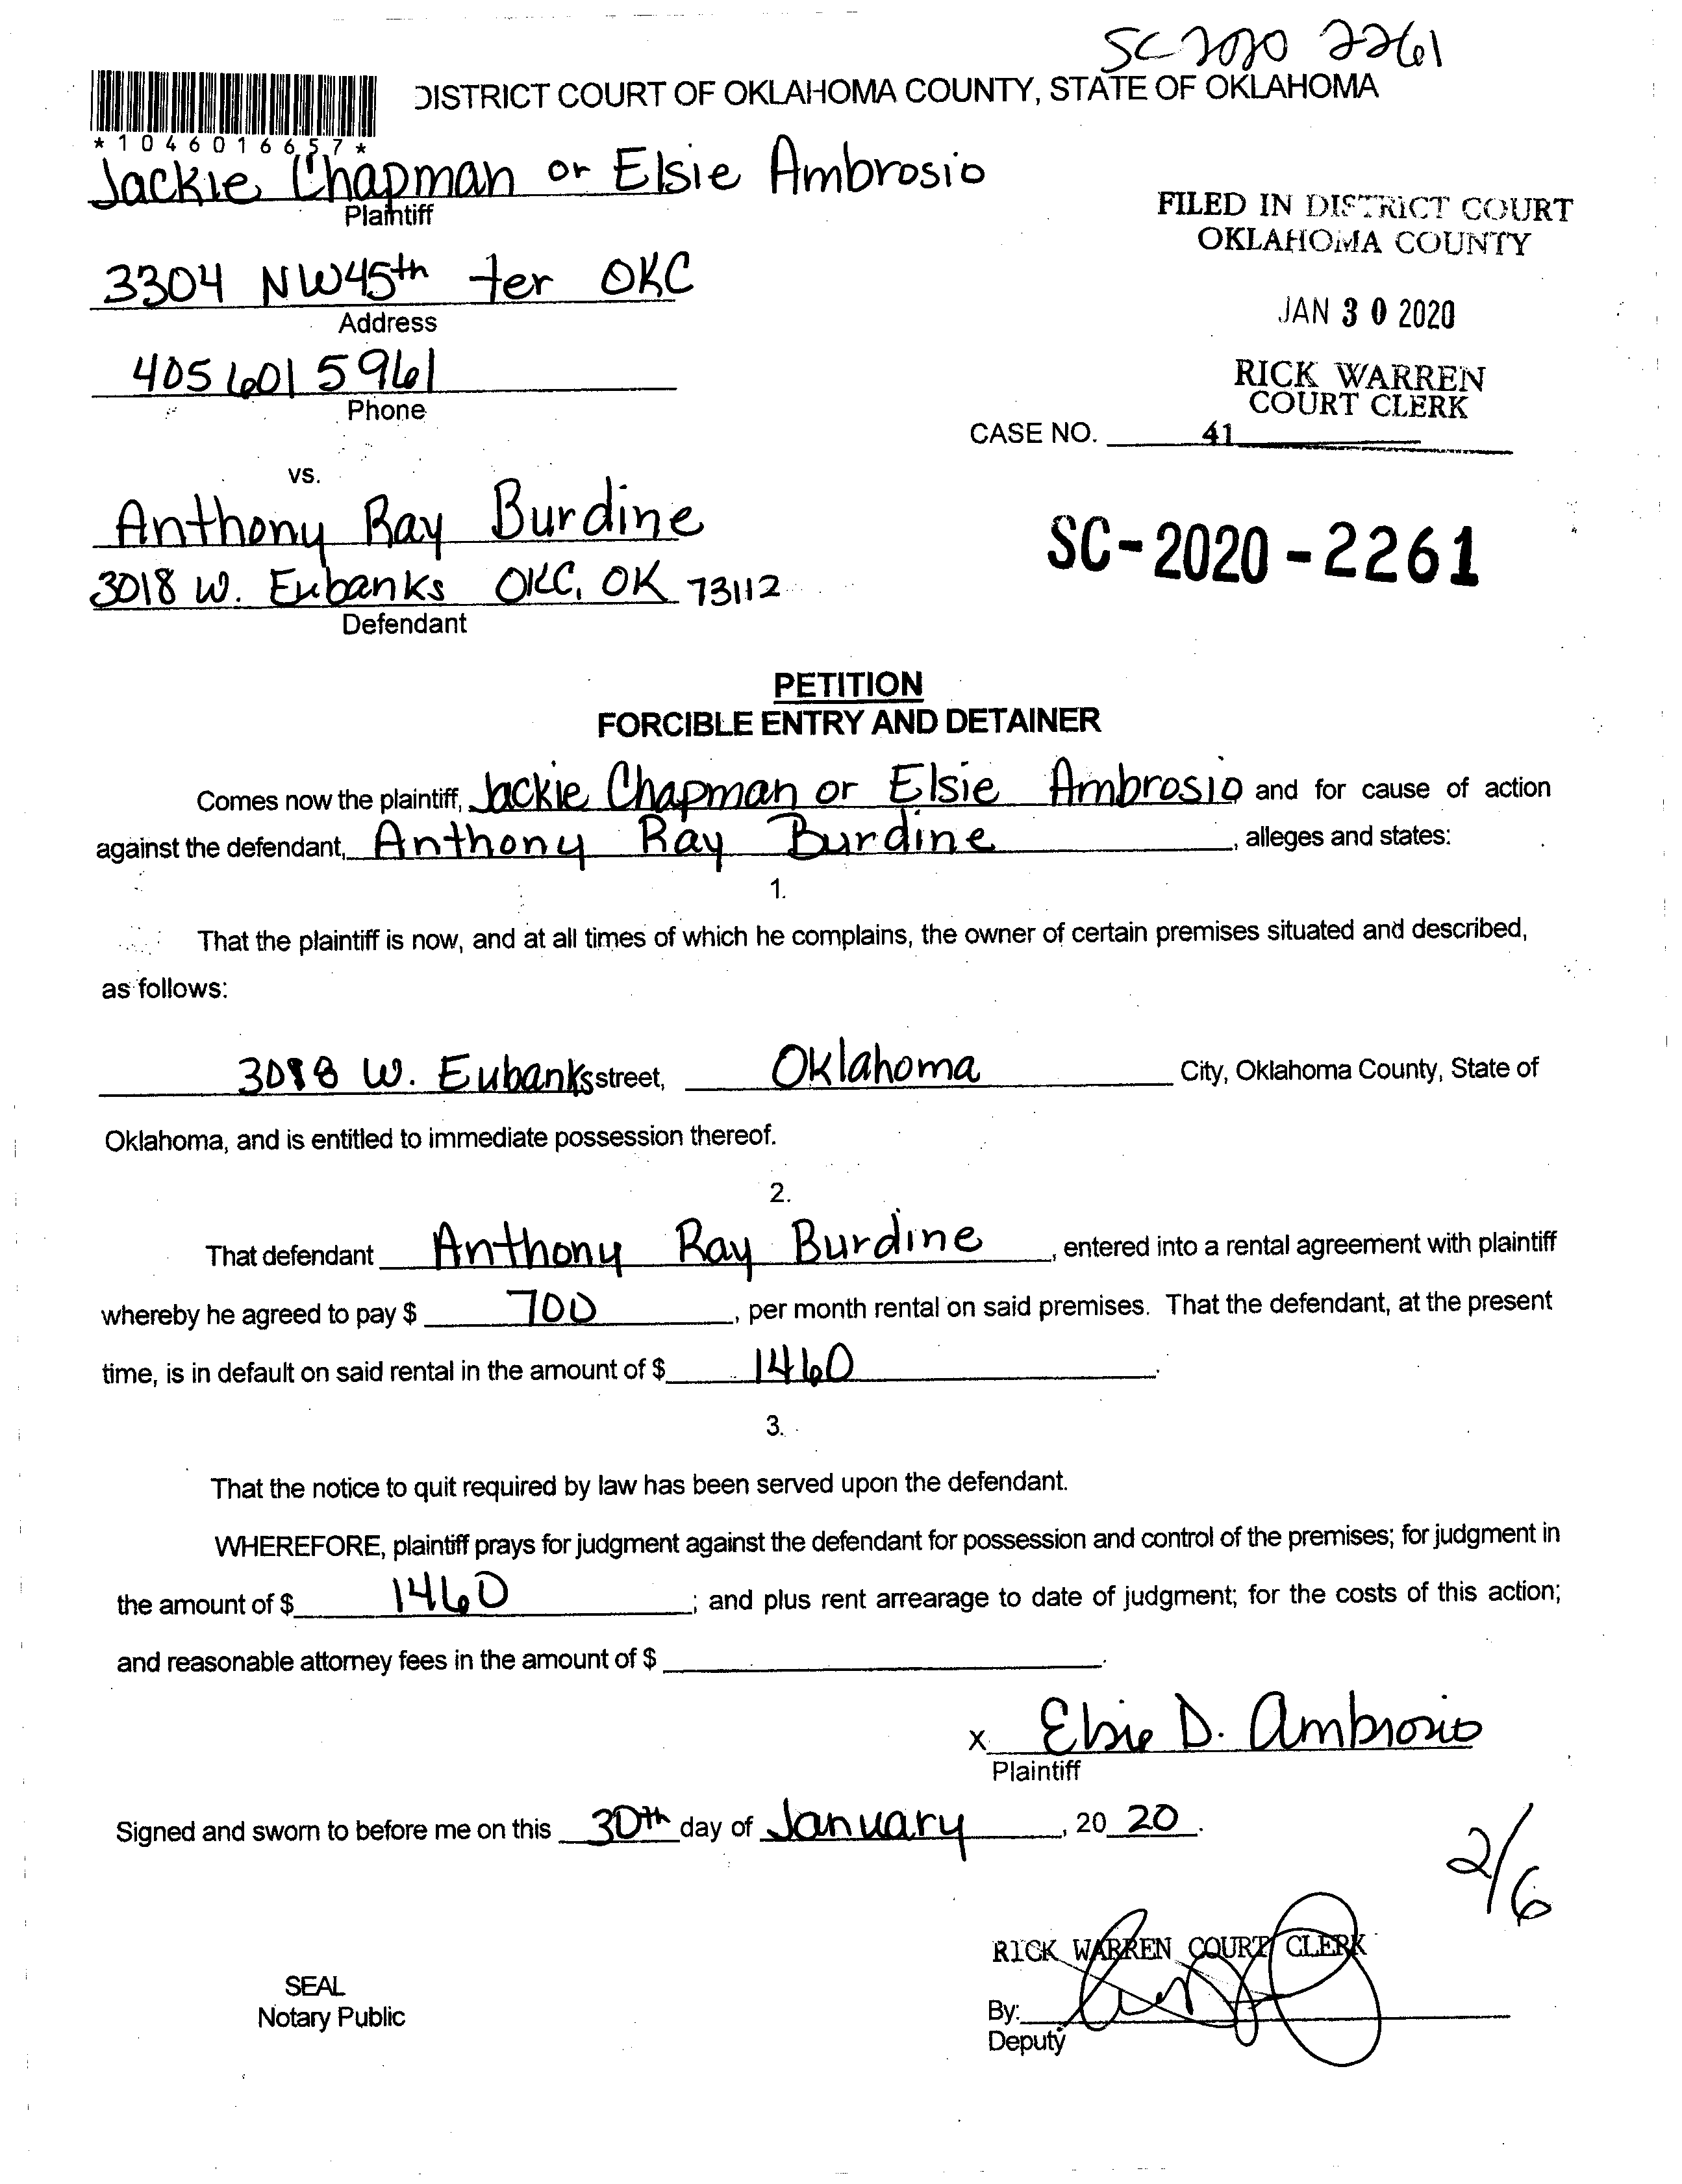 SC 2020 2261
DISTRICT COURT OF OKLAHOMA COUNTY, STATE OF OKLAHOMA
*1046016657*
Jackie Chapman or Elsie Ambrosio
Plaintiff
FILED IN DISTRICT COURT
OKLAHOMA COUNTY
3304 NW45th ter OKC
Address
JAN 30 2020
405 601 5961
Phone
RICK WARREN
COURT CLERK
CASE NO. 41
vs.
Anthony Ray Burdine
SC-2020-2261
3018 W. Eubanks OKC, OK 73112
Defendant
PETITION
FORCIBLE ENTRY AND DETAINER
Comes now the plaintiff, Jackie Chapman or Elsie Ambrosio and for cause of action
against the defendant, Anthony Ray Burdine, alleges and states:
1.
That the plaintiff is now, and at all times of which he complains, the owner of certain premises situated and described,
as follows:
3018 W. Eubanks street, Oklahoma City, Oklahoma County, State of
Oklahoma, and is entitled to immediate possession thereof.
2.
That defendant Anthony Ray Burdine, entered into a rental agreement with plaintiff
whereby he agreed to pay $ 700, per month rental on said premises. That the defendant, at the present
time, is in default on said rental in the amount of $ 1460.
3.
That the notice to quit required by law has been served upon the defendant.
WHEREFORE, plaintiff prays for judgment against the defendant for possession and control of the premises; for judgment in
the amount of $ 1460; and plus rent arrearage to date of judgment; for the costs of this action;
and reasonable attorney fees in the amount of $ .
x Elsie D. Ambrosio
Plaintiff
Signed and sworn to before me on this 30th day of January, 20 20.
2/6
RICK WARREN COURT CLERK
SEAL
Notary Public
By:
Deputy